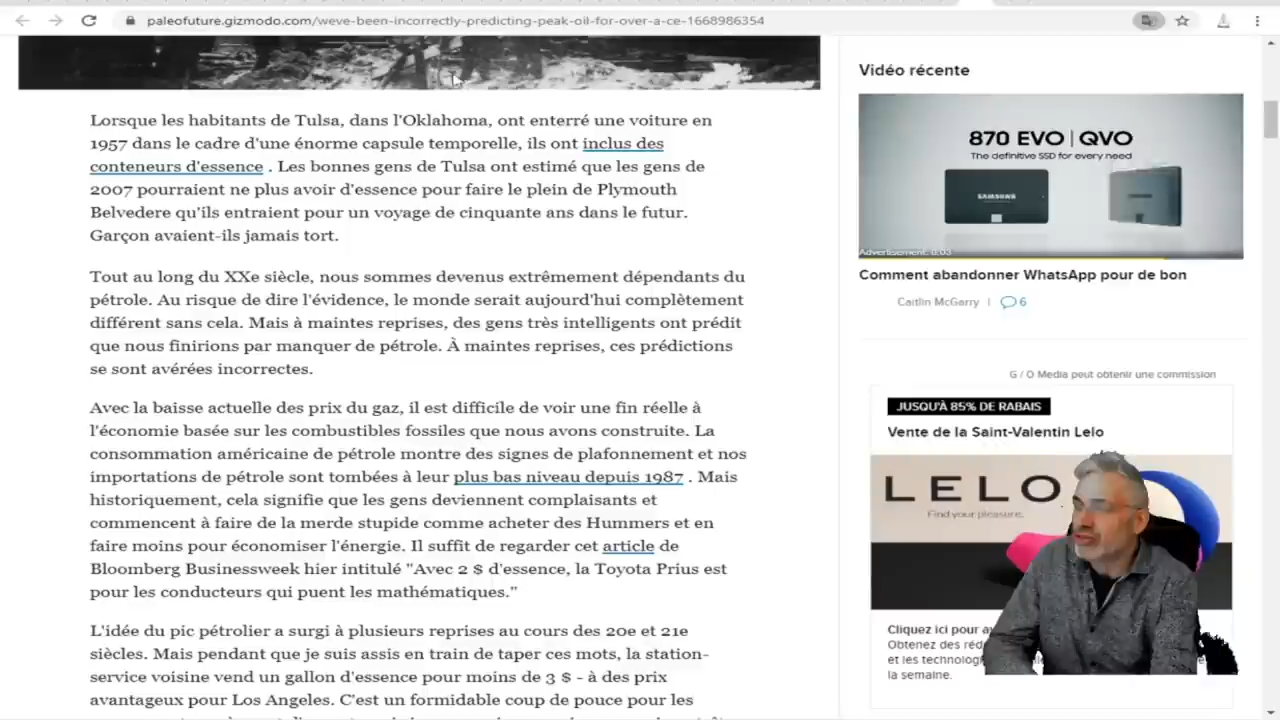 paleofuture.gizmodo.com/weve-been-incorrectly-predicting-peak-oil-for-over-a-ce-1668986354
Lorsque les habitants de Tulsa, dans l'Oklahoma, ont enterré une voiture en
1957 dans le cadre d'une énorme capsule temporelle, ils ont inclus des
conteneurs d'essence . Les bonnes gens de Tulsa ont estimé que les gens de
2007 pourraient ne plus avoir d'essence pour faire le plein de Plymouth
Belvedere qu'ils entraient pour un voyage de cinquante ans dans le futur.
Garçon avaient-ils jamais tort.
Tout au long du XXe siècle, nous sommes devenus extrêmement dépendants du
pétrole. Au risque de dire l'évidence, le monde serait aujourd'hui complètement
différent sans cela. Mais à maintes reprises, des gens très intelligents ont prédit
que nous finirions par manquer de pétrole. À maintes reprises, ces prédictions
se sont avérées incorrectes.
Avec la baisse actuelle des prix du gaz, il est difficile de voir une fin réelle à
l'économie basée sur les combustibles fossiles que nous avons construite. La
consommation américaine de pétrole montre des signes de plafonnement et nos
importations de pétrole sont tombées à leur plus bas niveau depuis 1987 . Mais
historiquement, cela signifie que les gens deviennent complaisants et
commencent à faire de la merde stupide comme acheter des Hummers et en
faire moins pour économiser l'énergie. Il suffit de regarder cet article de
Bloomberg Businessweek hier intitulé "Avec 2 $ d'essence, la Toyota Prius est
pour les conducteurs qui puent les mathématiques."
L'idée du pic pétrolier a surgi à plusieurs reprises au cours des 20e et 21e
siècles. Mais pendant que je suis assis en train de taper ces mots, la station-
service voisine vend un gallon d'essence pour moins de 3 $ - à des prix
avantageux pour Los Angeles. C'est un formidable coup de pouce pour les
Vidéo récente
870 EVO | QVO
The definitive SSD for every need
SAMSUNG
Advertisement: 0:03
Comment abandonner WhatsApp pour de bon
Caitlin McGarry | 6
G / O Media peut obtenir une commission
JUSQU'À 85% DE RABAIS
Vente de la Saint-Valentin Lelo
LELO
Find your pleasure.
Cliquez ici pour
Obtenez des
et les
la semaine.